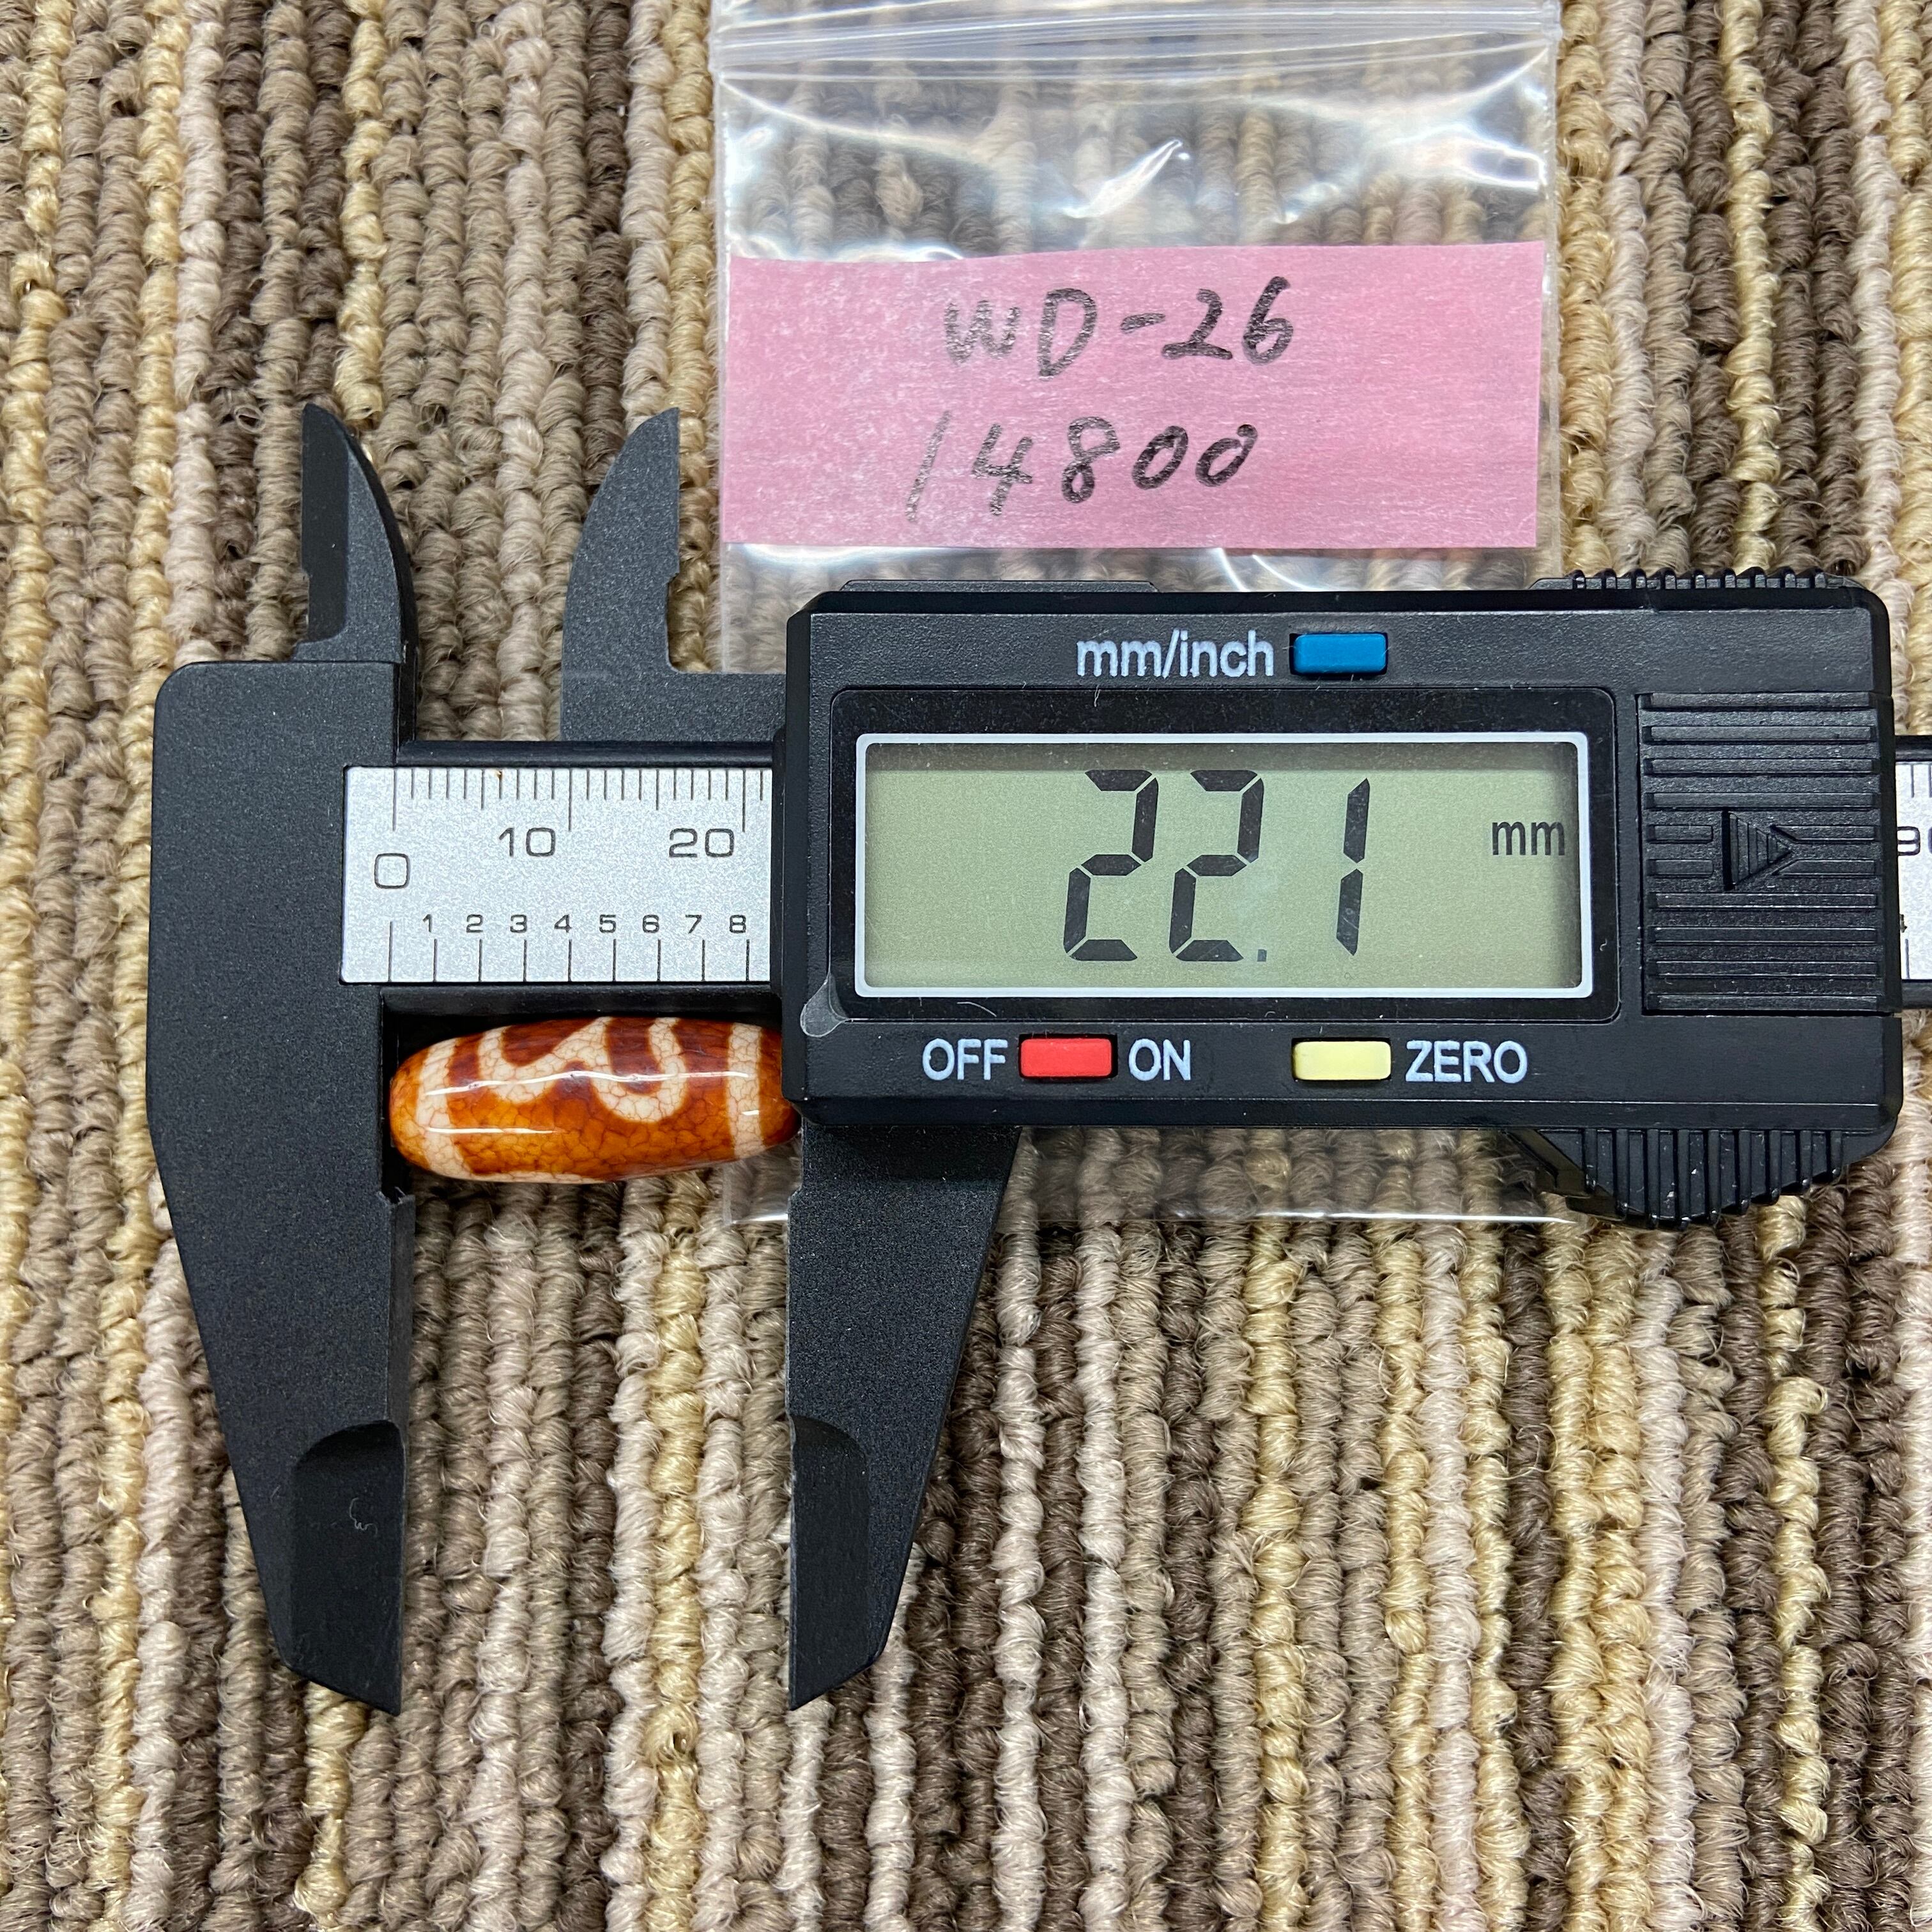 WD-26
14800
mm/inch
22.1 mm
0 10 20
1 2 3 4 5 6 7 8
OFF ON ZERO